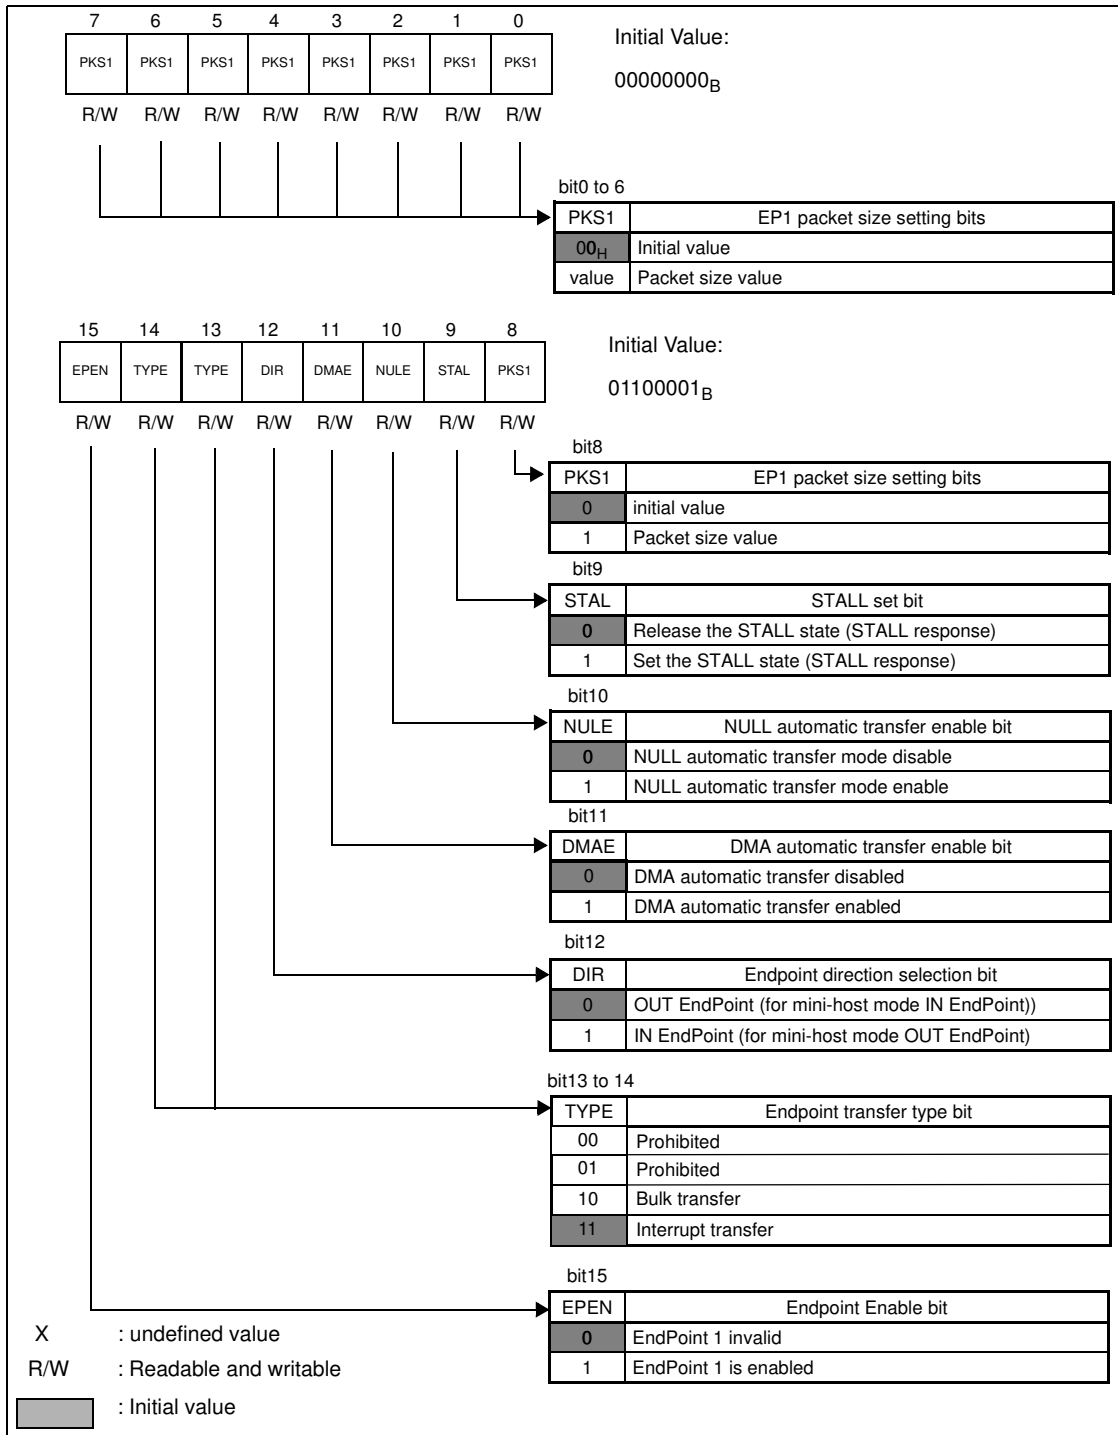 7 6 5 4 3 2 1 0
Initial Value:
PKS1 PKS1 PKS1 PKS1 PKS1 PKS1 PKS1 PKS1
00000000B
R/W R/W R/W R/W R/W R/W R/W R/W
bit0 to 6
PKS1 EP1 packet size setting bits
00H Initial value
value Packet size value
15 14 13 12 11 10 9 8
Initial Value:
EPEN TYPE TYPE DIR DMAE NULE STAL PKS1
01100001B
R/W R/W R/W R/W R/W R/W R/W R/W
bit8
PKS1 EP1 packet size setting bits
0 initial value
1 Packet size value
bit9
STAL STALL set bit
0 Release the STALL state (STALL response)
1 Set the STALL state (STALL response)
bit10
NULE NULL automatic transfer enable bit
0 NULL automatic transfer mode disable
1 NULL automatic transfer mode enable
bit11
DMAE DMA automatic transfer enable bit
0 DMA automatic transfer disabled
1 DMA automatic transfer enabled
bit12
DIR Endpoint direction selection bit
0 OUT EndPoint (for mini-host mode IN EndPoint))
1 IN EndPoint (for mini-host mode OUT EndPoint)
bit13 to 14
TYPE Endpoint transfer type bit
00 Prohibited
01 Prohibited
10 Bulk transfer
11 Interrupt transfer
bit15
EPEN Endpoint Enable bit
0 EndPoint 1 invalid
1 EndPoint 1 is enabled
X : undefined value
R/W : Readable and writable
: Initial value